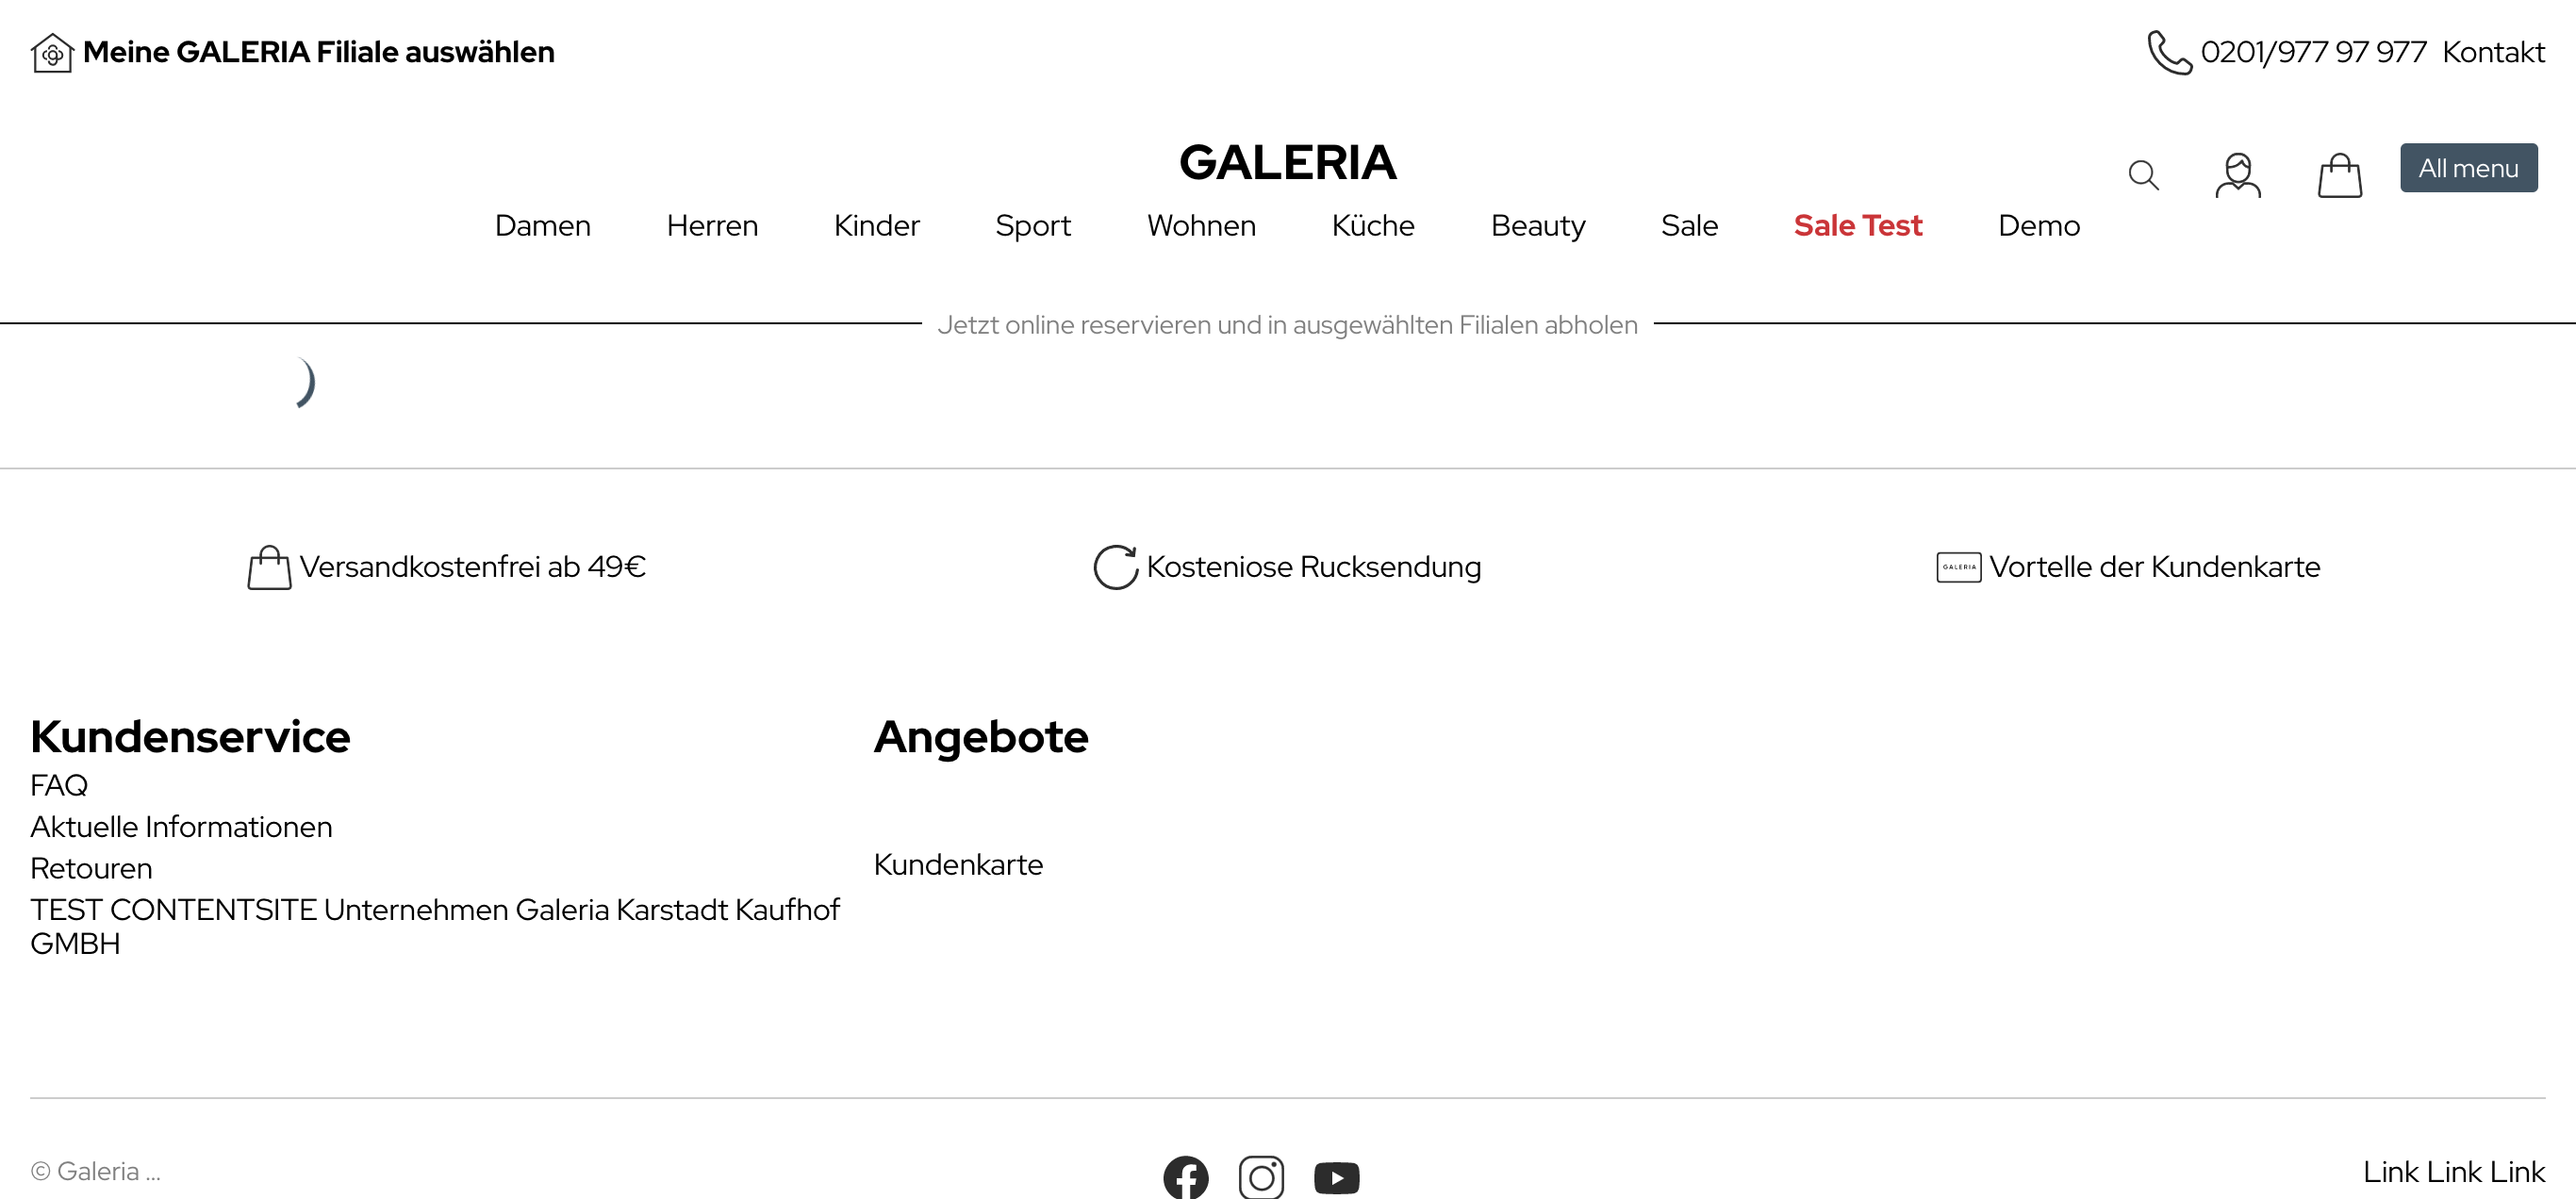 Meine GALERIA Filiale auswählen
0201/977 97 977 Kontakt
GALERIA
All menu
Damen Herren Kinder Sport Wohnen Küche Beauty Sale Sale Test Demo
Jetzt online reservieren und in ausgewählten Filialen abholen
Versandkostenfrei ab 49€
Kosteniose Rucksendung
GALERIA
Vortelle der Kundenkarte
Kundenservice
FAQ
Aktuelle Informationen
Retouren
TEST CONTENTSITE Unternehmen Galeria Karstadt Kaufhof
GMBH
Angebote
Kundenkarte
© Galeria ...
Link Link Link